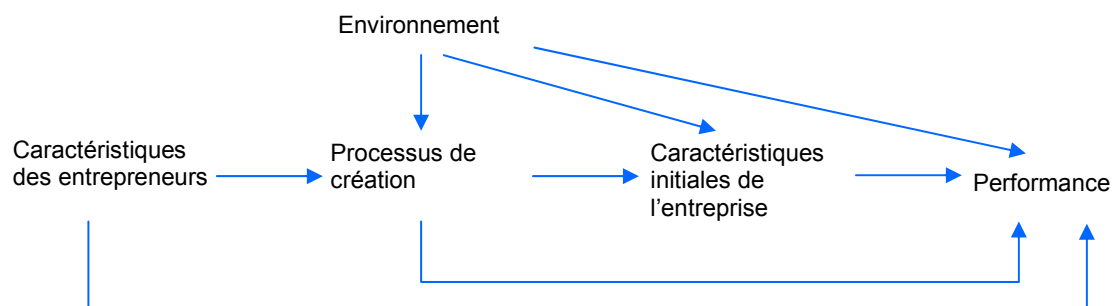 Environnement
Caractéristiques
des entrepreneurs
Processus de
création
Caractéristiques
initiales de
l’entreprise
Performance